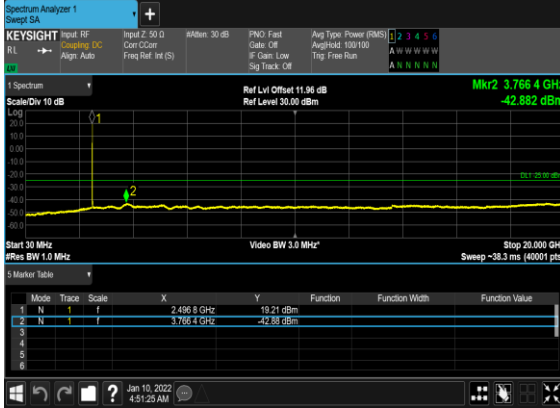 Spectrum Analyzer 1
Swept SA
+
KEYSIGHT Input: RF Input Z: 50 Ω #Atten: 30 dB PNO: Fast Avg Type: Power (RMS) 1 2 3 4 5 6
RL Coupling: DC Corr CCorr Gate: Off Avg|Hold: 100/100 A W W W W W
Align: Auto Freq Ref: Int (S) IF Gain: Low Trig: Free Run
LXI Sig Track: Off A N N N N N
1 Spectrum Ref Lvl Offset 11.96 dB Mkr2 3.766 4 GHz
Scale/Div 10 dB Ref Level 30.00 dBm -42.882 dBm
Log
20.0
10.0
0.00
-10.0
-20.0
-30.0
-40.0
-50.0
-60.0
1
2
Start 30 MHz Video BW 3.0 MHz* Stop 20.000 GH
#Res BW 1.0 MHz Sweep ~38.3 ms (40001 pts
5 Marker Table
Mode Trace Scale X Y Function Function Width Function Value
1 N 1 f 2.496 8 GHz 19.21 dBm
2 N 1 f 3.766 4 GHz -42.88 dBm
3
4
5
6
? Jan 10, 2022
4:51:25 AM